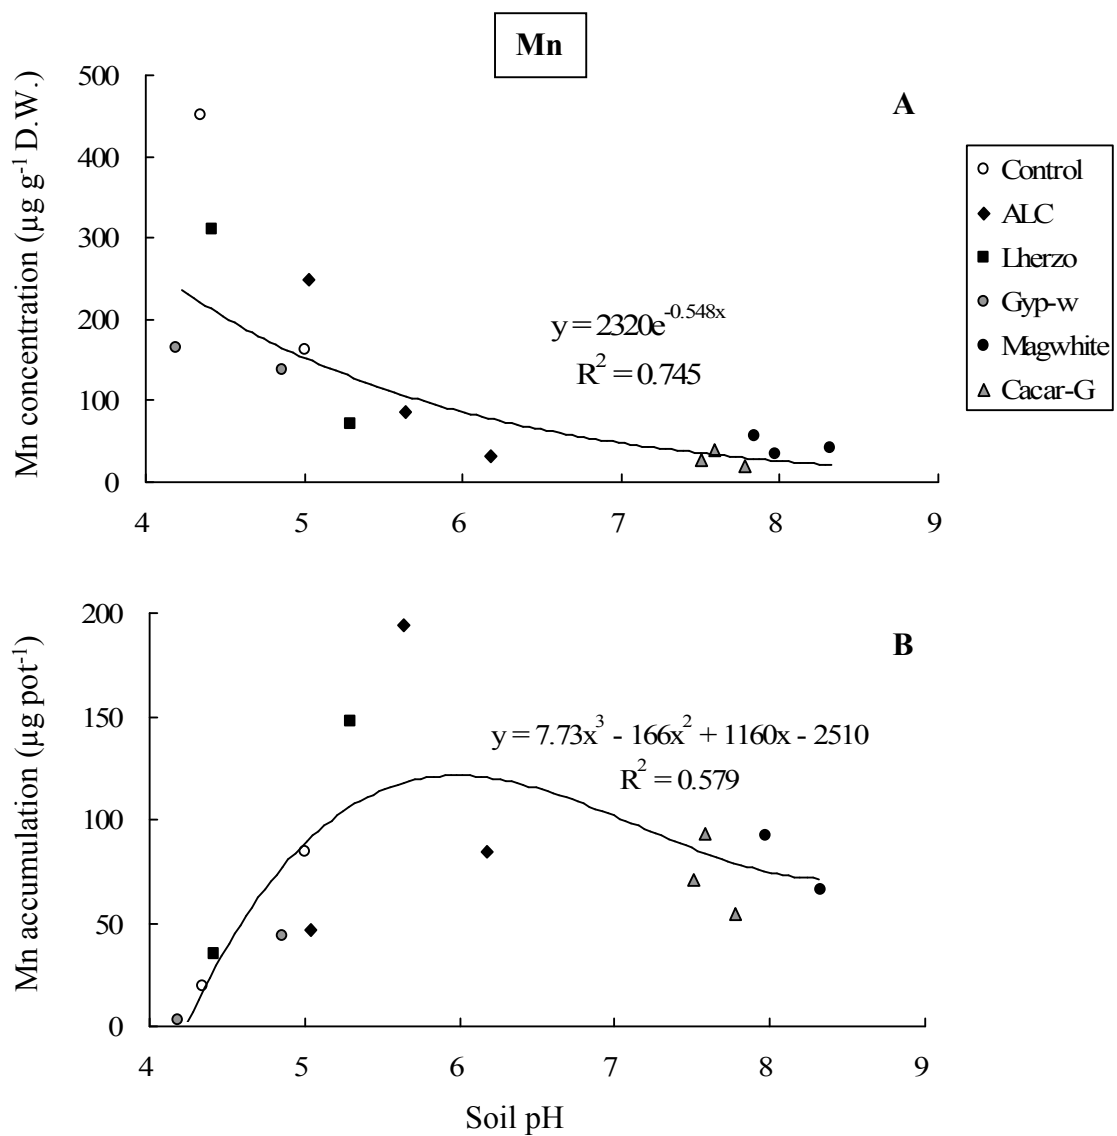 Mn
Mn concentration (µg g⁻¹ D.W.)
500
400
300
200
100
0
A
y = 2320e^-0.548x
R² = 0.745
4 5 6 7 8 9
Control
ALC
Lherzo
Gyp-w
Magwhite
Cacar-G
Mn accumulation (µg pot⁻¹)
200
150
100
50
0
B
y = 7.73x³ - 166x² + 1160x - 2510
R² = 0.579
4 5 6 7 8 9
Soil pH